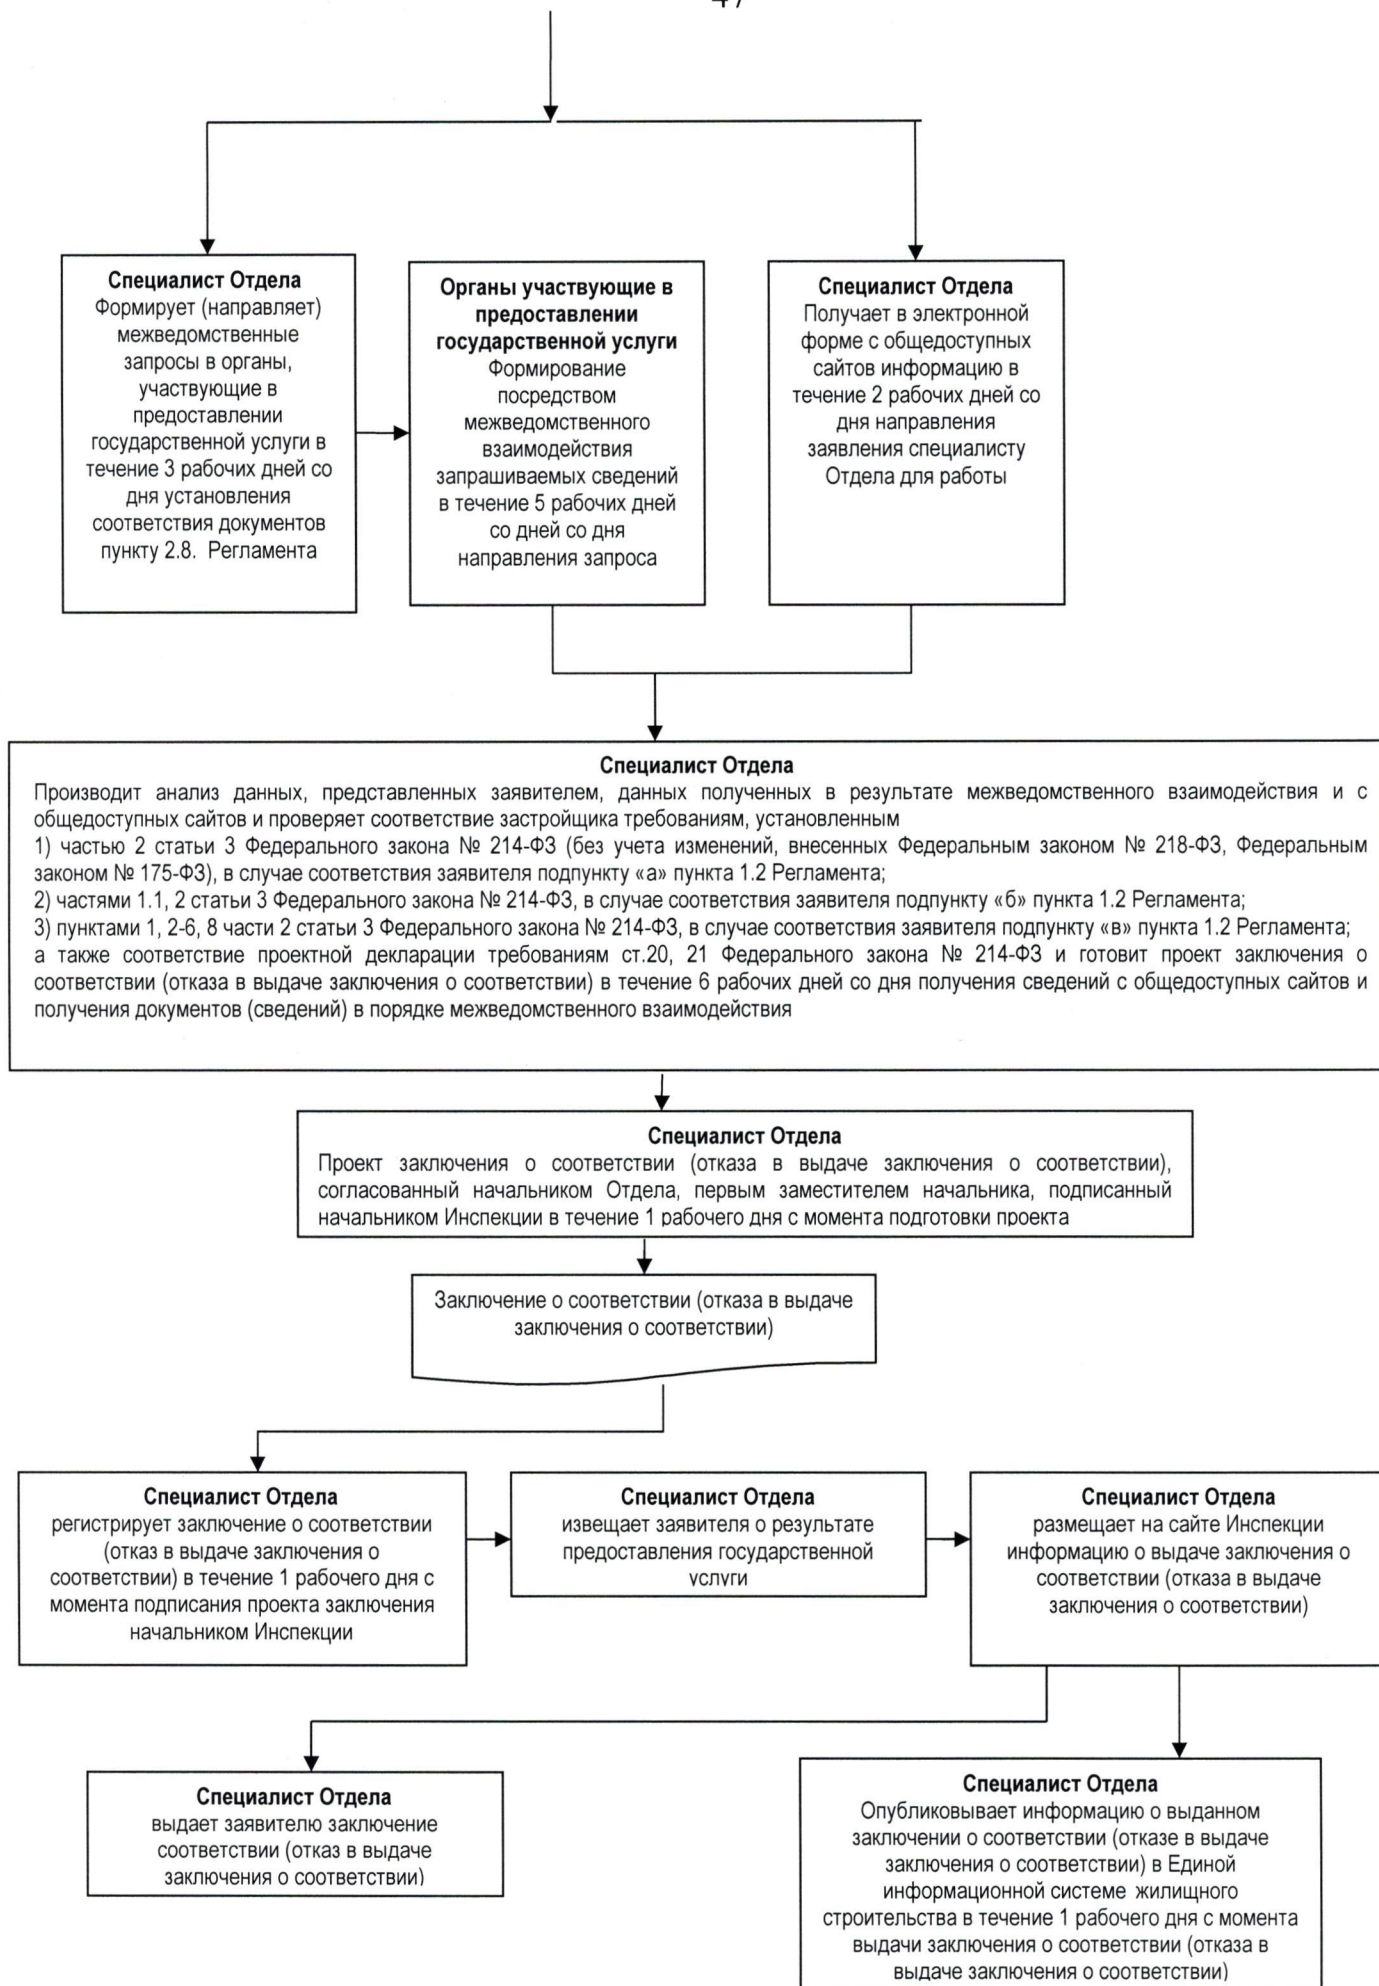 47
Специалист Отдела
Формирует (направляет)
межведомственные
запросы в органы,
участвующие в
предоставлении
государственной услуги в
течение 3 рабочих дней со
дня установления
соответствия документов
пункту 2.8. Регламента
Органы участвующие в
предоставлении
государственной услуги
Формирование
посредством
межведомственного
взаимодействия
запрашиваемых сведений
в течение 5 рабочих дней
со дней со дня
направления запроса
Специалист Отдела
Получает в электронной
форме с общедоступных
сайтов информацию в
течение 2 рабочих дней со
дня направления
заявления специалисту
Отдела для работы
Специалист Отдела
Производит анализ данных, представленных заявителем, данных полученных в результате межведомственного взаимодействия и с
общедоступных сайтов и проверяет соответствие застройщика требованиям, установленным
1) частью 2 статьи 3 Федерального закона № 214-ФЗ (без учета изменений, внесенных Федеральным законом № 218-ФЗ, Федеральным
законом № 175-ФЗ), в случае соответствия заявителя подпункту «а» пункта 1.2 Регламента;
2) частями 1.1, 2 статьи 3 Федерального закона № 214-ФЗ, в случае соответствия заявителя подпункту «б» пункта 1.2 Регламента;
3) пунктами 1, 2-6, 8 части 2 статьи 3 Федерального закона № 214-ФЗ, в случае соответствия заявителя подпункту «в» пункта 1.2 Регламента;
а также соответствие проектной декларации требованиям ст.20, 21 Федерального закона № 214-ФЗ и готовит проект заключения о
соответствии (отказа в выдаче заключения о соответствии) в течение 6 рабочих дней со дня получения сведений с общедоступных сайтов и
получения документов (сведений) в порядке межведомственного взаимодействия
Специалист Отдела
Проект заключения о соответствии (отказа в выдаче заключения о соответствии),
согласованный начальником Отдела, первым заместителем начальника, подписанный
начальником Инспекции в течение 1 рабочего дня с момента подготовки проекта
Заключение о соответствии (отказа в выдаче
заключения о соответствии)
Специалист Отдела
регистрирует заключение о соответствии
(отказ в выдаче заключения о
соответствии) в течение 1 рабочего дня с
момента подписания проекта заключения
начальником Инспекции
Специалист Отдела
извещает заявителя о результате
предоставления государственной
услуги
Специалист Отдела
размещает на сайте Инспекции
информацию о выдаче заключения о
соответствии (отказа в выдаче
заключения о соответствии)
Специалист Отдела
выдает заявителю заключение
соответствии (отказ в выдаче
заключения о соответствии)
Специалист Отдела
Опубликовывает информацию о выданном
заключении о соответствии (отказе в выдаче
заключения о соответствии) в Единой
информационной системе жилищного
строительства в течение 1 рабочего дня с момента
выдачи заключения о соответствии (отказа в
выдаче заключения о соответствии)